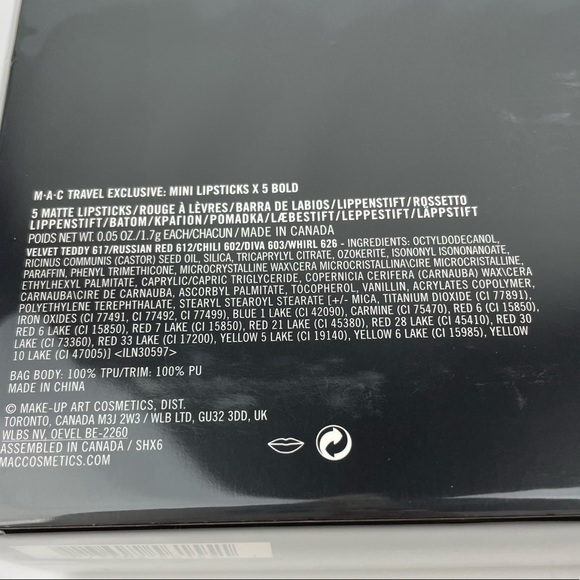 M·A·C TRAVEL EXCLUSIVE: MINI LIPSTICKS X 5 BOLD
5 MATTE LIPSTICKS/ROUGE À LÈVRES/BARRA DE LABIOS/LIPPENSTIFT/ROSSETTO
LIPPENSTIFT/BATOM/ΚΡΑΓΙΟΝ/POMADKA/LÆBESTIFT/LEPPESTIFT/LÄPPSTIFT
POIDS NET WT. 0.05 OZ./1.7g EACH/CHACUN/MADE IN CANADA
VELVET TEDDY 617/RUSSIAN RED 612/CHILI 602/DIVA 603/WHIRL 626 - INGREDIENTS: OCTYLDODECANOL,
RICINUS COMMUNIS (CASTOR) SEED OIL, SILICA, TRICAPRYLYL CITRATE, OZOKERITE, ISONONYL ISONONANOATE,
PARAFFIN, PHENYL TRIMETHICONE, MICROCRYSTALLINE WAX\CERA MICROCRISTALLINA\CIRE MICROCRISTALLINE,
ETHYLHEXYL PALMITATE, CAPRYLIC/CAPRIC TRIGLYCERIDE, COPERNICIA CERIFERA (CARNAUBA) WAX\CERA
CARNAUBA\CIRE DE CARNAUBA, ASCORBYL PALMITATE, TOCOPHEROL, VANILLIN, ACRYLATES COPOLYMER,
POLYETHYLENE TEREPHTHALATE, STEARYL STEAROYL STEARATE [+/- MICA, TITANIUM DIOXIDE (CI 77891),
IRON OXIDES (CI 77491, CI 77492, CI 77499), BLUE 1 LAKE (CI 42090), CARMINE (CI 75470), RED 6 (CI 15850),
RED 6 LAKE (CI 15850), RED 7 LAKE (CI 15850), RED 21 LAKE (CI 45380), RED 28 LAKE (CI 45410), RED 30
LAKE (CI 73360), RED 33 LAKE (CI 17200), YELLOW 5 LAKE (CI 19140), YELLOW 6 LAKE (CI 15985), YELLOW
10 LAKE (CI 47005)] <ILN30597>
BAG BODY: 100% TPU/TRIM: 100% PU
MADE IN CHINA
© MAKE-UP ART COSMETICS, DIST.
TORONTO, CANADA M3J 2W3 / WLB LTD, GU32 3DD, UK
WLBS NV, OEVEL BE-2260
ASSEMBLED IN CANADA / SHX6
MACCOSMETICS.COM